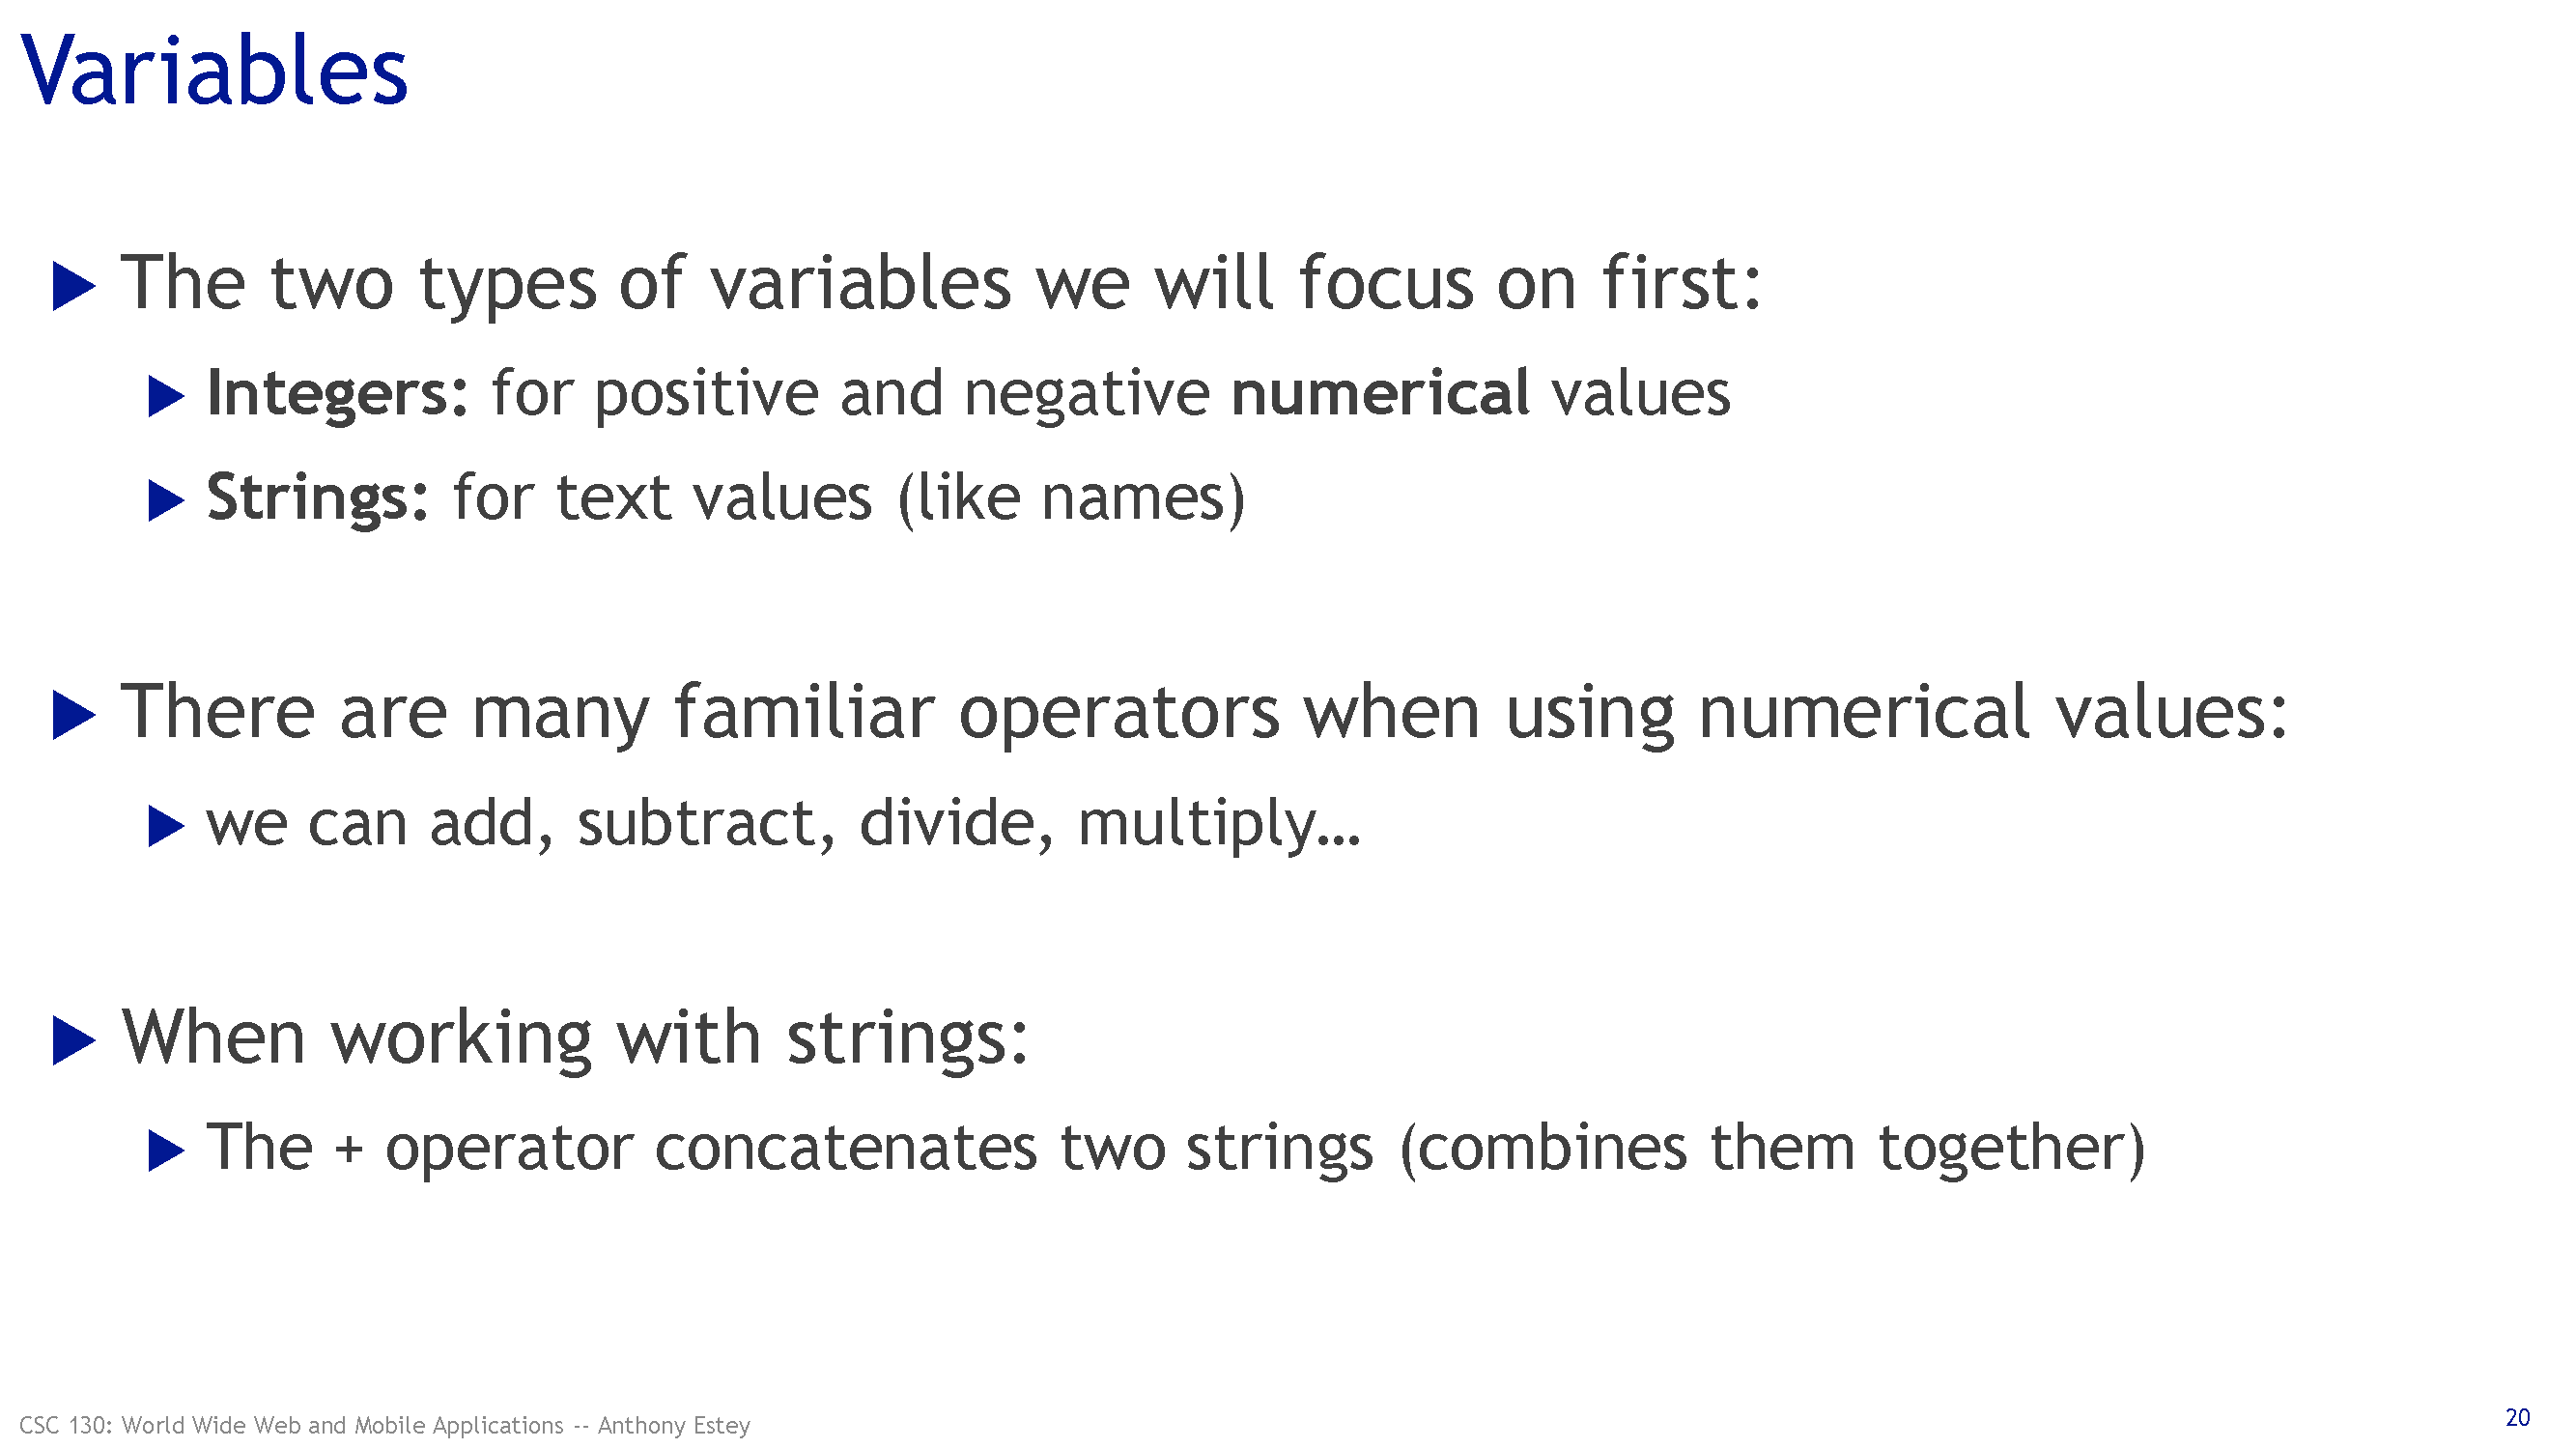 Variables
The two types of variables we will focus on first:
Integers: for positive and negative numerical values
Strings: for text values (like names)
There are many familiar operators when using numerical values:
we can add, subtract, divide, multiply…
When working with strings:
The + operator concatenates two strings (combines them together)
CSC 130: World Wide Web and Mobile Applications -- Anthony Estey
20